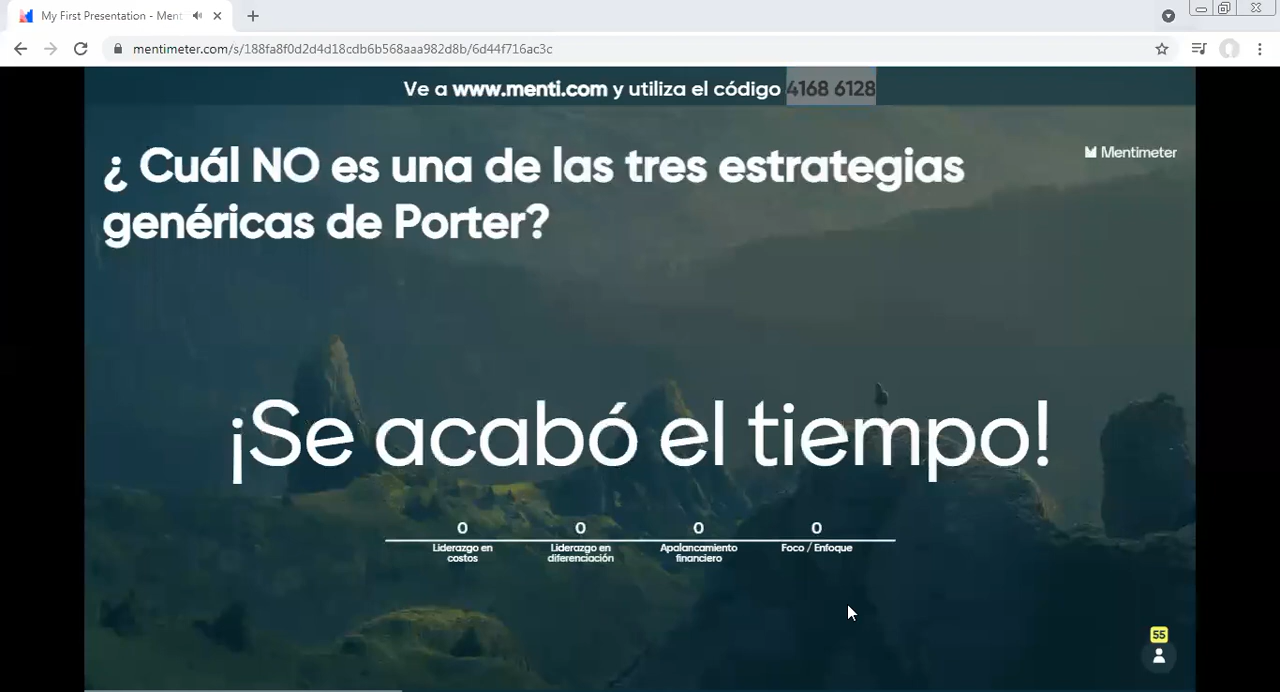 My First Presentation - Ment
mentimeter.com/s/188fa8f0d2d4d18cdb6b568aaa982d8b/6d44f716ac3c
Ve a www.menti.com y utiliza el código 4168 6128
¿ Cuál NO es una de las tres estrategias
genéricas de Porter?
Mentimeter
¡Se acabó el tiempo!
0 0 0 0
Liderazgo en
costos
Liderazgo en
diferenciación
Apalancamiento
financiero
Foco / Enfoque
55